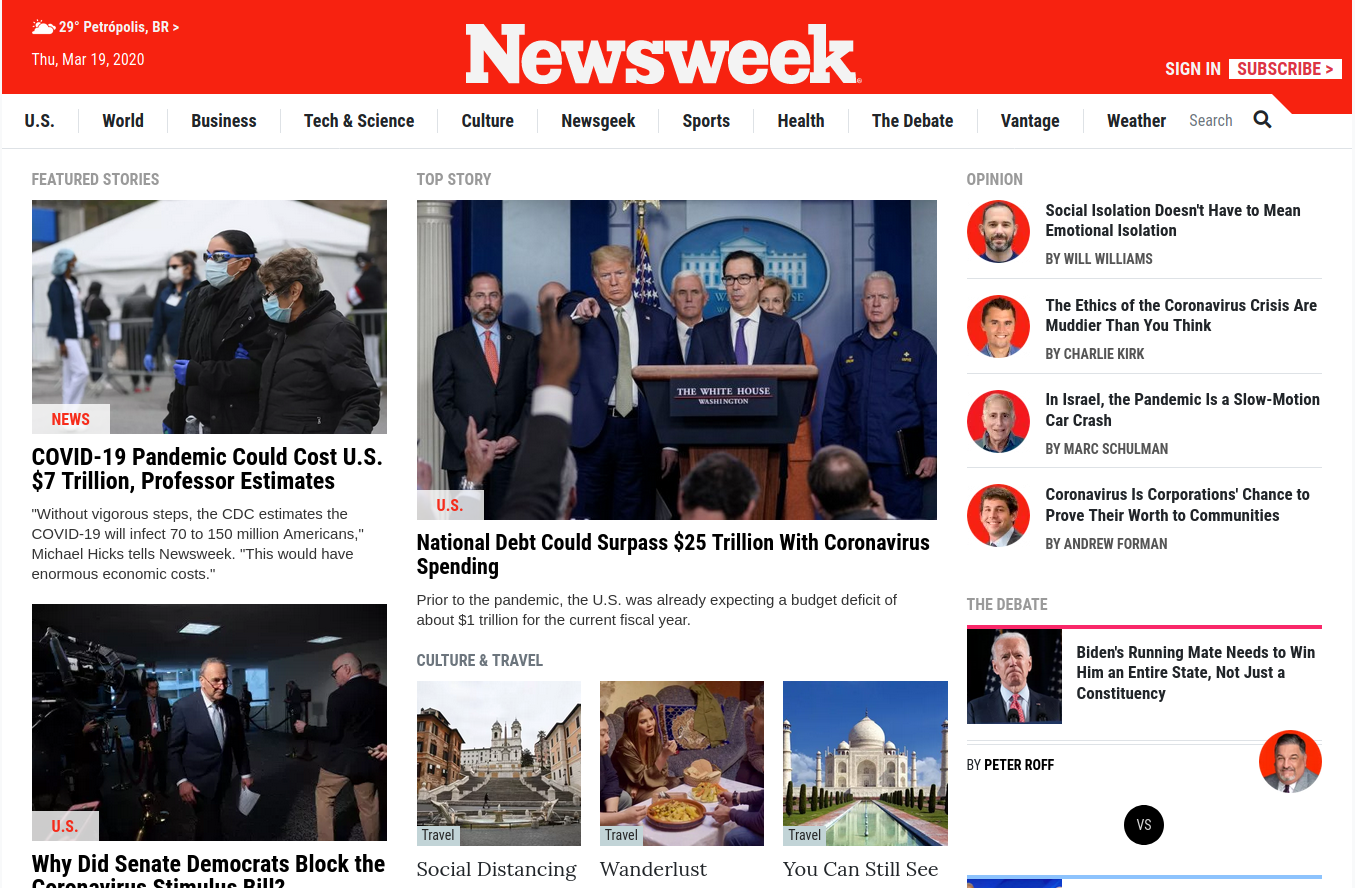 29° Petrópolis, BR >
Thu, Mar 19, 2020
Newsweek
SIGN IN SUBSCRIBE >
U.S. World Business Tech & Science Culture Newsgeek Sports Health The Debate Vantage Weather Search
FEATURED STORIES
NEWS
COVID-19 Pandemic Could Cost U.S.
$7 Trillion, Professor Estimates
"Without vigorous steps, the CDC estimates the
COVID-19 will infect 70 to 150 million Americans,"
Michael Hicks tells Newsweek. "This would have
enormous economic costs."
U.S.
Why Did Senate Democrats Block the
Coronavirus Stimulus Bill?
TOP STORY
THE WHITE HOUSE
WASHINGTON
U.S.
National Debt Could Surpass $25 Trillion With Coronavirus
Spending
Prior to the pandemic, the U.S. was already expecting a budget deficit of
about $1 trillion for the current fiscal year.
CULTURE & TRAVEL
Travel
Social Distancing
Travel
Wanderlust
Travel
You Can Still See
OPINION
Social Isolation Doesn't Have to Mean
Emotional Isolation
BY WILL WILLIAMS
The Ethics of the Coronavirus Crisis Are
Muddier Than You Think
BY CHARLIE KIRK
In Israel, the Pandemic Is a Slow-Motion
Car Crash
BY MARC SCHULMAN
Coronavirus Is Corporations' Chance to
Prove Their Worth to Communities
BY ANDREW FORMAN
THE DEBATE
Biden's Running Mate Needs to Win
Him an Entire State, Not Just a
Constituency
BY PETER ROFF
VS